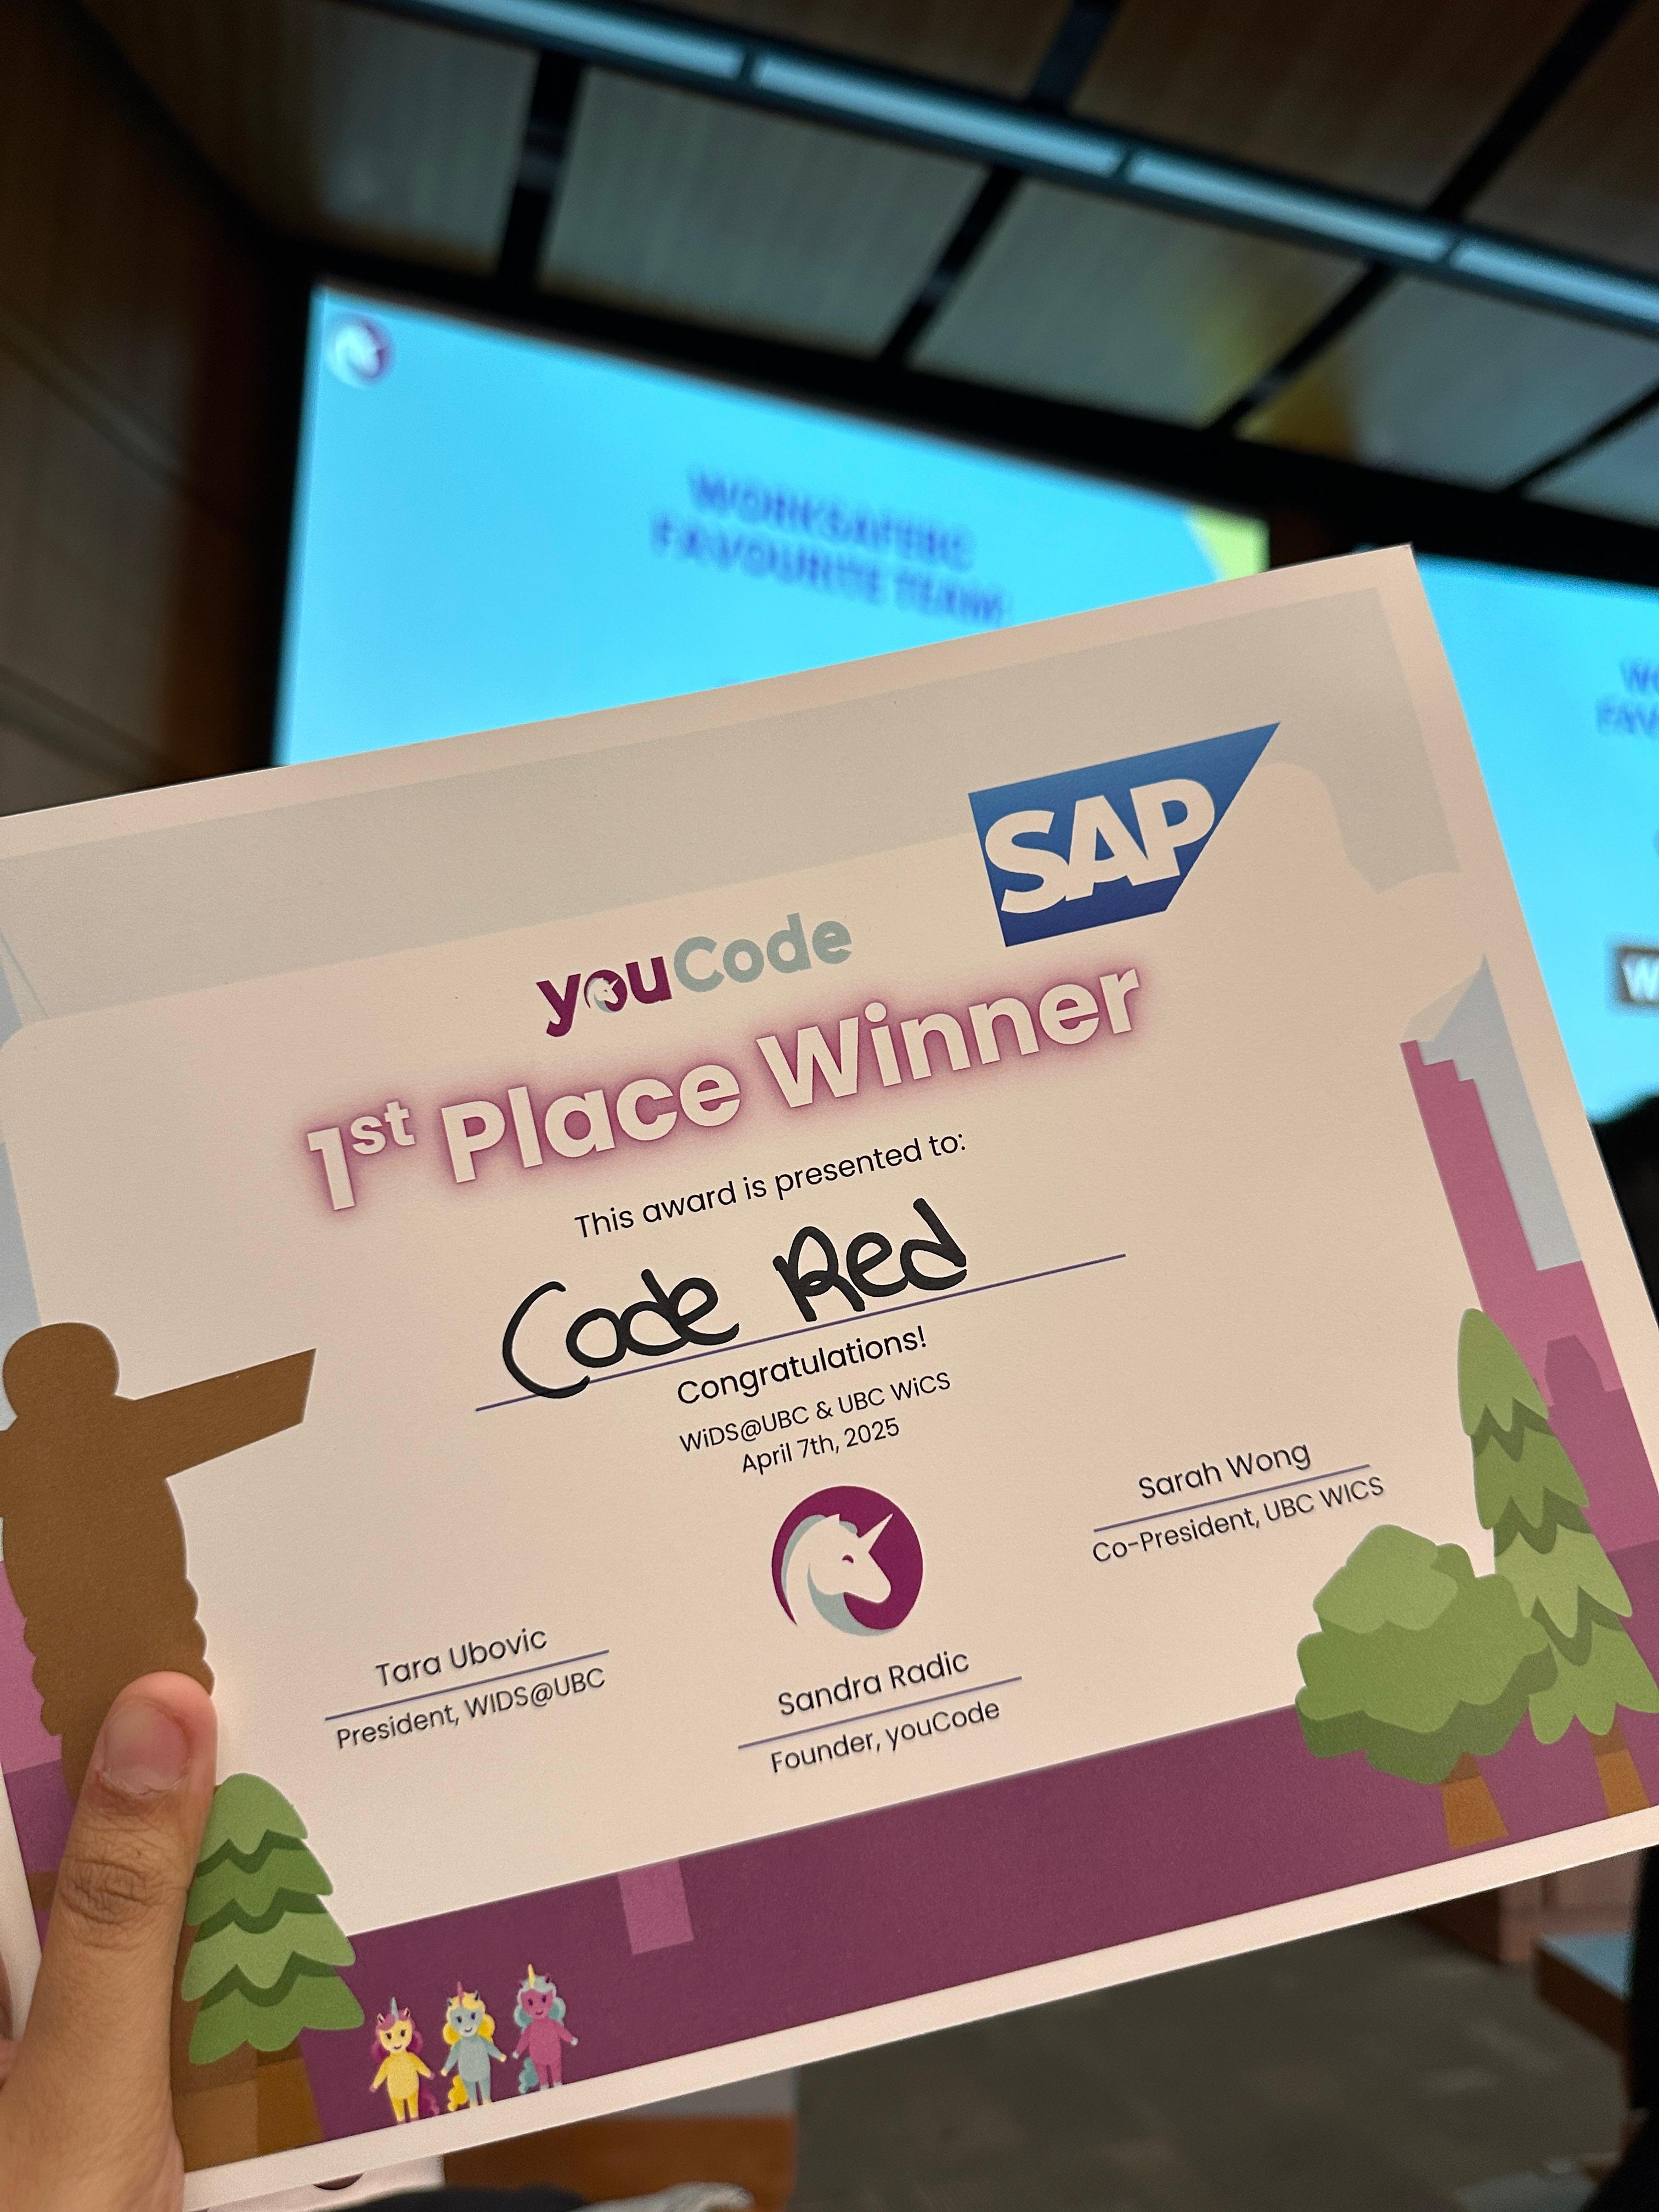 WORKSAFEBC
FAVOURITE TEAM!
SAP
youCode
1st Place Winner
This award is presented to:
Code Red
Congratulations!
WiDS@UBC & UBC WiCS
April 7th, 2025
Sarah Wong
Co-President, UBC WICS
Tara Ubovic
President, WIDS@UBC
Sandra Radic
Founder, youCode